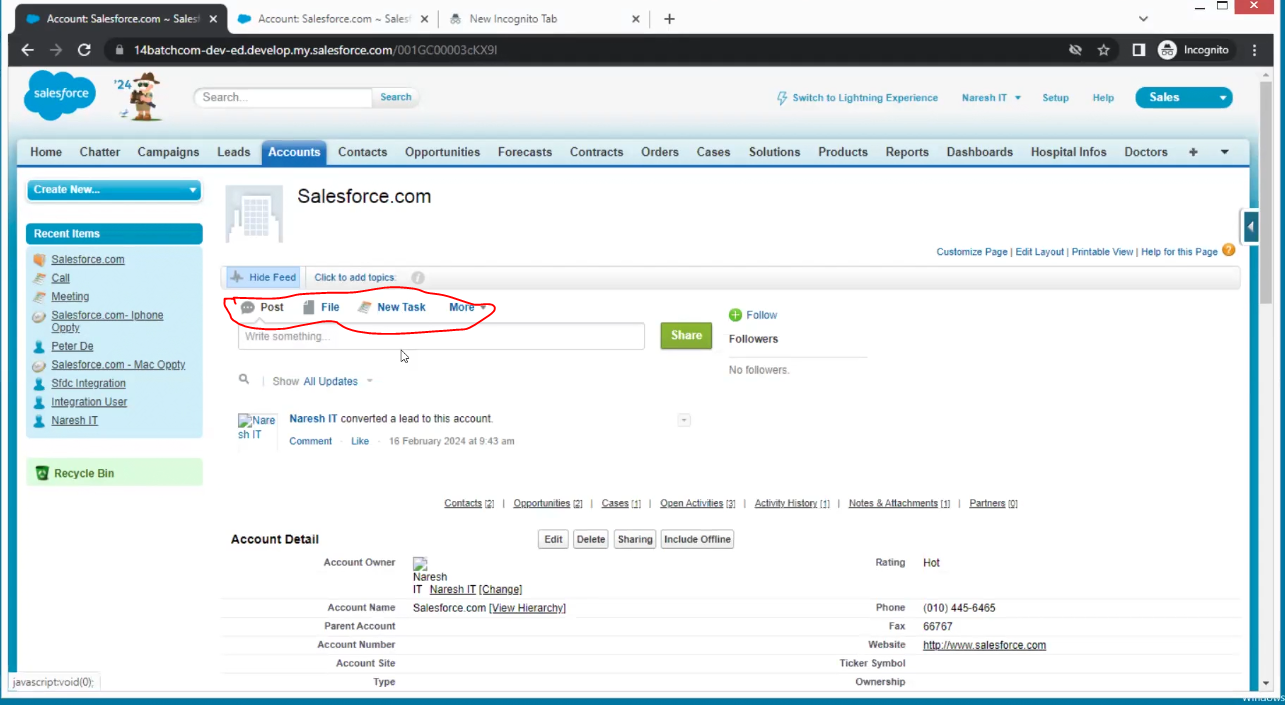 Account: Salesforce.com ~ Salesf
Account: Salesforce.com ~ Salesf
New Incognito Tab
14batchcom-dev-ed.develop.my.salesforce.com/001GC00003cKX9I
Incognito
salesforce
'24
Search...
Search
Switch to Lightning Experience
Naresh IT
Setup
Help
Sales
Home Chatter Campaigns Leads Accounts Contacts Opportunities Forecasts Contracts Orders Cases Solutions Products Reports Dashboards Hospital Infos Doctors
Create New...
Recent Items
Salesforce.com
Call
Meeting
Salesforce.com- Iphone
Oppty
Peter De
Salesforce.com - Mac Oppty
Sfdc Integration
Integration User
Naresh IT
Recycle Bin
Salesforce.com
Customize Page | Edit Layout | Printable View | Help for this Page
Hide Feed Click to add topics:
Post File New Task More
Write something...
Share
Follow
Followers
No followers.
Show All Updates
Nare
sh IT
Naresh IT converted a lead to this account.
Comment · Like · 16 February 2024 at 9:43 am
Contacts [2] | Opportunities [2] | Cases [1] | Open Activities [3] | Activity History [1] | Notes & Attachments [1] | Partners [0]
Account Detail
Edit Delete Sharing Include Offline
Account Owner
Naresh
IT Naresh IT [Change]
Rating Hot
Account Name Salesforce.com [View Hierarchy]
Phone (010) 445-6465
Parent Account
Fax 66767
Account Number
Website http://www.salesforce.com
Account Site
Ticker Symbol
Type
Ownership
javascript:void(0);
Windows